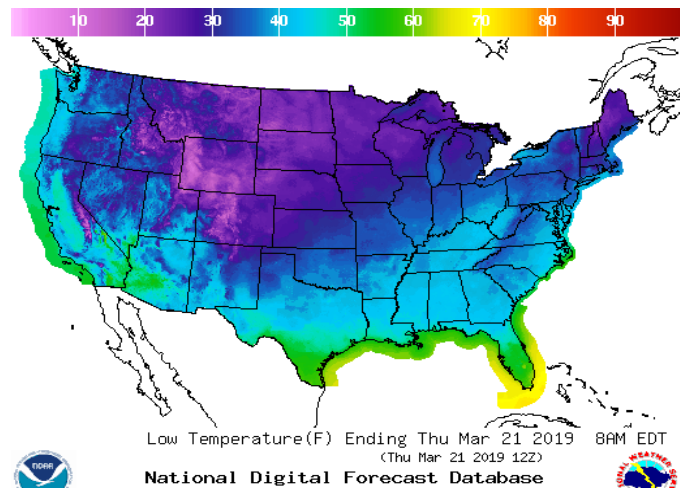 10 20 30 40 50 60 70 80 90
Low Temperature(F) Ending Thu Mar 21 2019 8AM EDT
(Thu Mar 21 2019 12Z)
National Digital Forecast Database
noaa